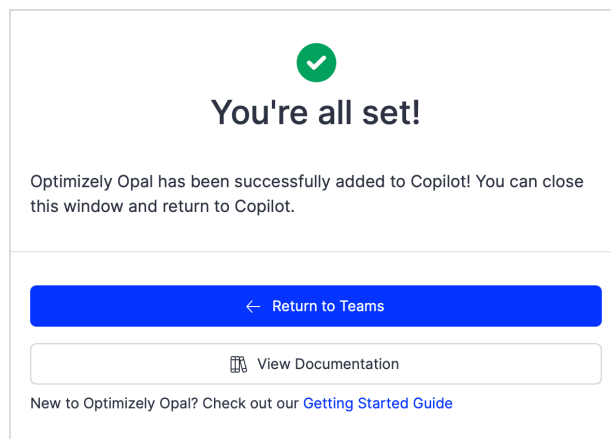 You're all set!
Optimizely Opal has been successfully added to Copilot! You can close
this window and return to Copilot.
Return to Teams
View Documentation
New to Optimizely Opal? Check out our Getting Started Guide